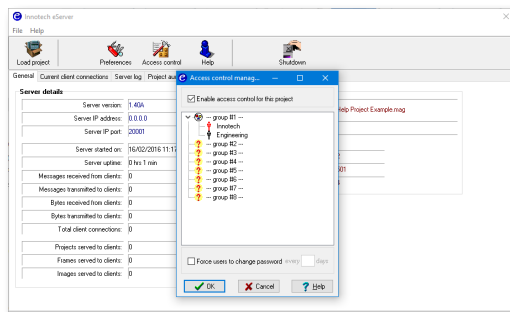 Innotech eServer
File Help
Load project Preferences Access control Help Shutdown
General Current client connections Server log Project au
Access control manag...
Server details
Enable access control for this project
Server version: 1.40A
Help Project Example.mag
-- group #1 --
Server IP address: 0.0.0.0
Innotech
Server IP port: 20001
Engineering
-- group #2 --
Server started on: 16/02/2016 11:17
-- group #3 --
-- group #4 --
Server uptime: 0 hrs 1 min
-- group #5 --
Messages received from clients: 0
-- group #6 --
Messages transmitted to clients: 0
-- group #7 --
-- group #8 --
Bytes received from clients: 0
Bytes transmitted to clients: 0
Total client connections: 0
Projects served to clients: 0
Frames served to clients: 0
Force users to change password every days
Images served to clients: 0
OK Cancel Help